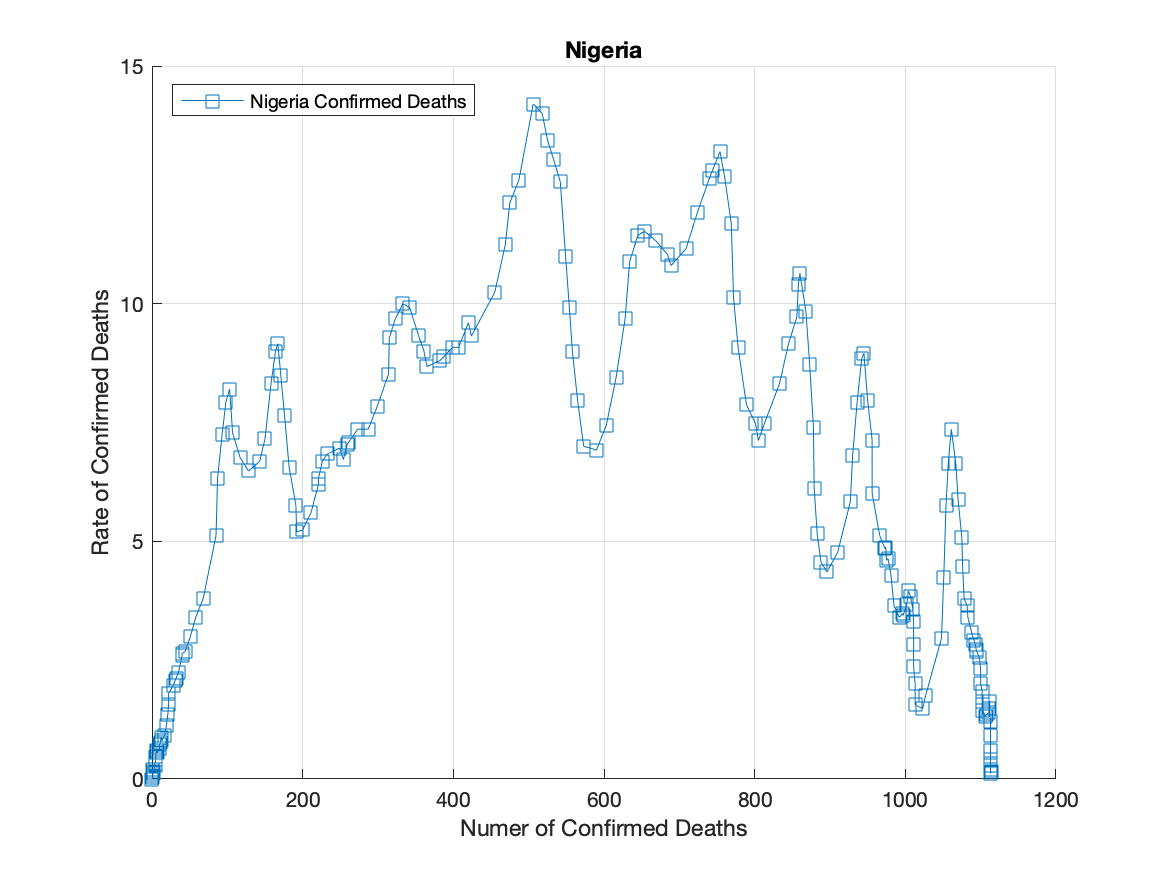 Nigeria
15
Nigeria Confirmed Deaths
10
5
0
Rate of Confirmed Deaths
0 200 400 600 800 1000 1200
Numer of Confirmed Deaths